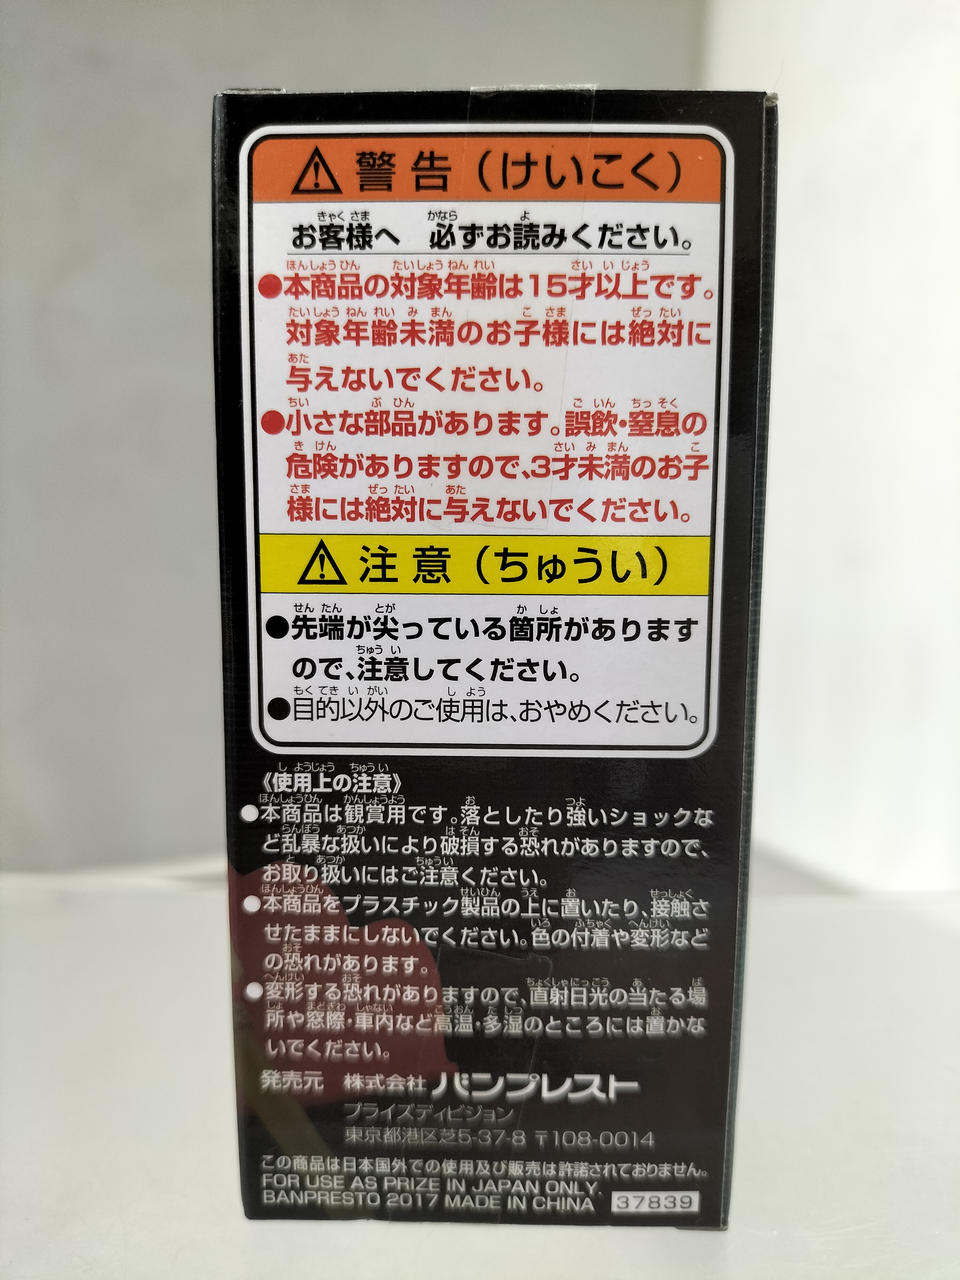 ⚠警告（けいこく）
お客様へ　必ずお読みください。
●本商品の対象年齢は15才以上です。
対象年齢未満のお子様には絶対に
与えないでください。
●小さな部品があります。誤飲・窒息の
危険がありますので、3才未満のお子
様には絶対に与えないでください。
⚠注意（ちゅうい）
●先端が尖っている箇所があります
ので、注意してください。
●目的以外のご使用は、おやめください。
《使用上の注意》
●本商品は観賞用です。落としたり強いショックな
ど乱暴な扱いにより破損する恐れがありますので、
お取り扱いにはご注意ください。
●本商品をプラスチック製品の上に置いたり、接触さ
せたままにしないでください。色の付着や変形など
の恐れがあります。
●変形する恐れがありますので、直射日光の当たる場
所や窓際・車内など高温・多湿のところには置かな
いでください。
発売元　株式会社バンプレスト
プライズディビジョン
東京都港区芝5-37-8 〒108-0014
この商品は日本国外での使用及び販売は許諾されておりません。
FOR USE AS PRIZE IN JAPAN ONLY.
BANPRESTO 2017 MADE IN CHINA 37839